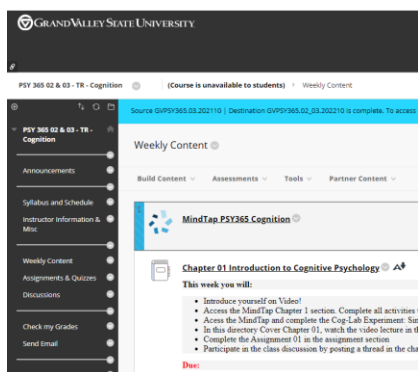 GRAND VALLEY STATE UNIVERSITY
PSY 365 02 & 03 - TR - Cognition
(Course is unavailable to students) > Weekly Content
Source GVPSY365.03.202110 | Destination GVPSY365.02_03.202210 is complete. To access
PSY 365 02 & 03 - TR -
Cognition
Announcements
Syllabus and Schedule
Instructor Information &
Misc
Weekly Content
Assignments & Quizzes
Discussions
Check my Grades
Send Email
Weekly Content
Build Content
Assessments
Tools
Partner Content
MindTap PSY365 Cognition
Chapter 01 Introduction to Cognitive Psychology
This week you will:
• Introduce yourself on Video!
• Access the MindTap Chapter 1 section. Complete all activities
• Acess the MindTap and complete the Cog-Lab Experiment:
• In this directory Cover Chapter 01, watch the video lecture in
• Complete the Assignment 01 in the assignment section
• Participate in the class discussion by posting a thread in the
Due: